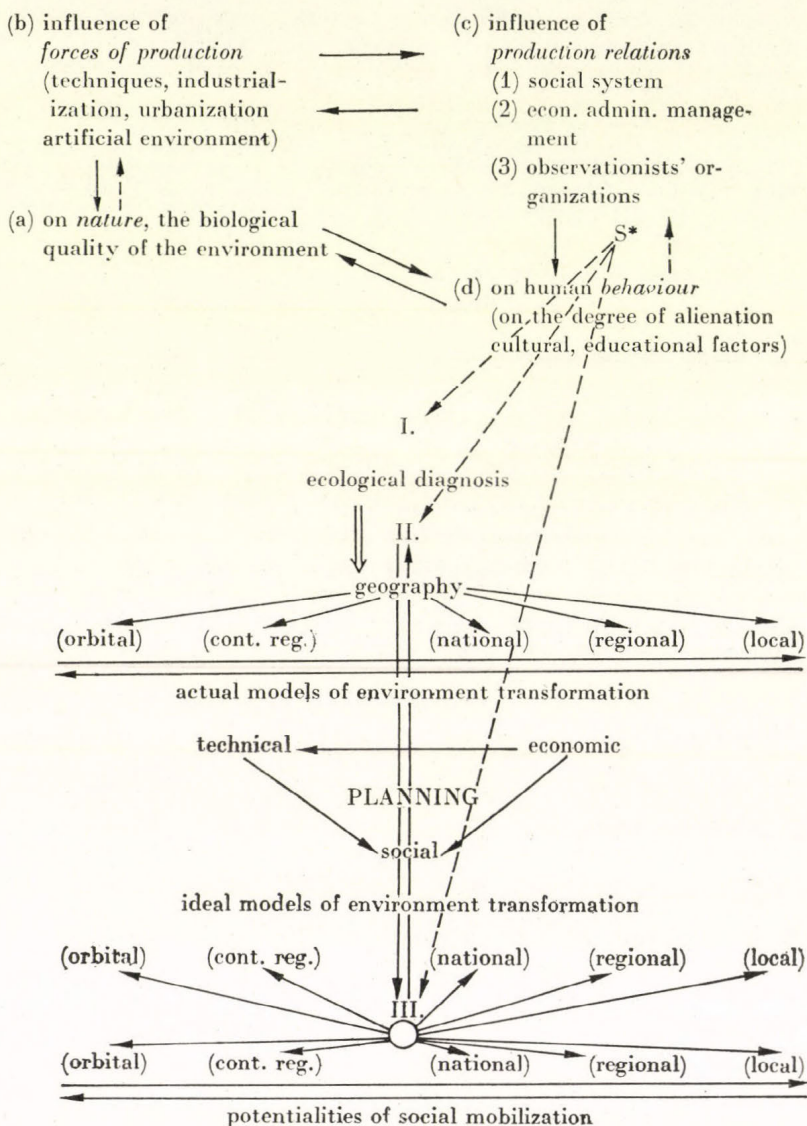 (b) influence of
forces of production
(techniques, industrial-
ization, urbanization
artificial environment)
(c) influence of
production relations
(1) social system
(2) econ. admin. manage-
ment
(3) observationists' or-
ganizations
(a) on nature, the biological
quality of the environment
S*
(d) on human behaviour
(on the degree of alienation
cultural, educational factors)
I.
ecological diagnosis
II.
geography
(orbital) (cont. reg.) (national) (regional) (local)
actual models of environment transformation
technical economic
PLANNING
social
ideal models of environment transformation
(orbital) (cont. reg.) (national) (regional) (local)
III.
(orbital) (cont. reg.) (national) (regional) (local)
potentialities of social mobilization